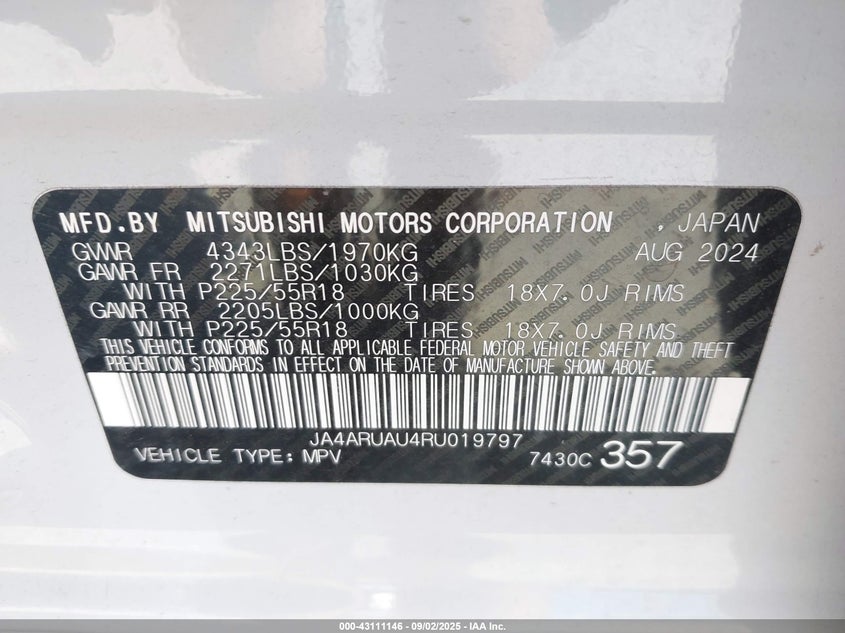 MFD.BY MITSUBISHI MOTORS CORPORATION , JAPAN
GVWR 4343LBS/1970KG AUG 2024
GAWR FR 2271LBS/1030KG
WITH P225/55R18 TIRES 18X7.0J RIMS
GAWR RR 2205LBS/1000KG
WITH P225/55R18 TIRES 18X7.0J RIMS
THIS VEHICLE CONFORMS TO ALL APPLICABLE FEDERAL MOTOR VEHICLE SAFETY AND THEFT
PREVENTION STANDARDS IN EFFECT ON THE DATE OF MANUFACTURE SHOWN ABOVE.
JA4ARUAU4RU019797
VEHICLE TYPE: MPV 7430C 357
000-43111146 - 09/02/2025 - IAA Inc.